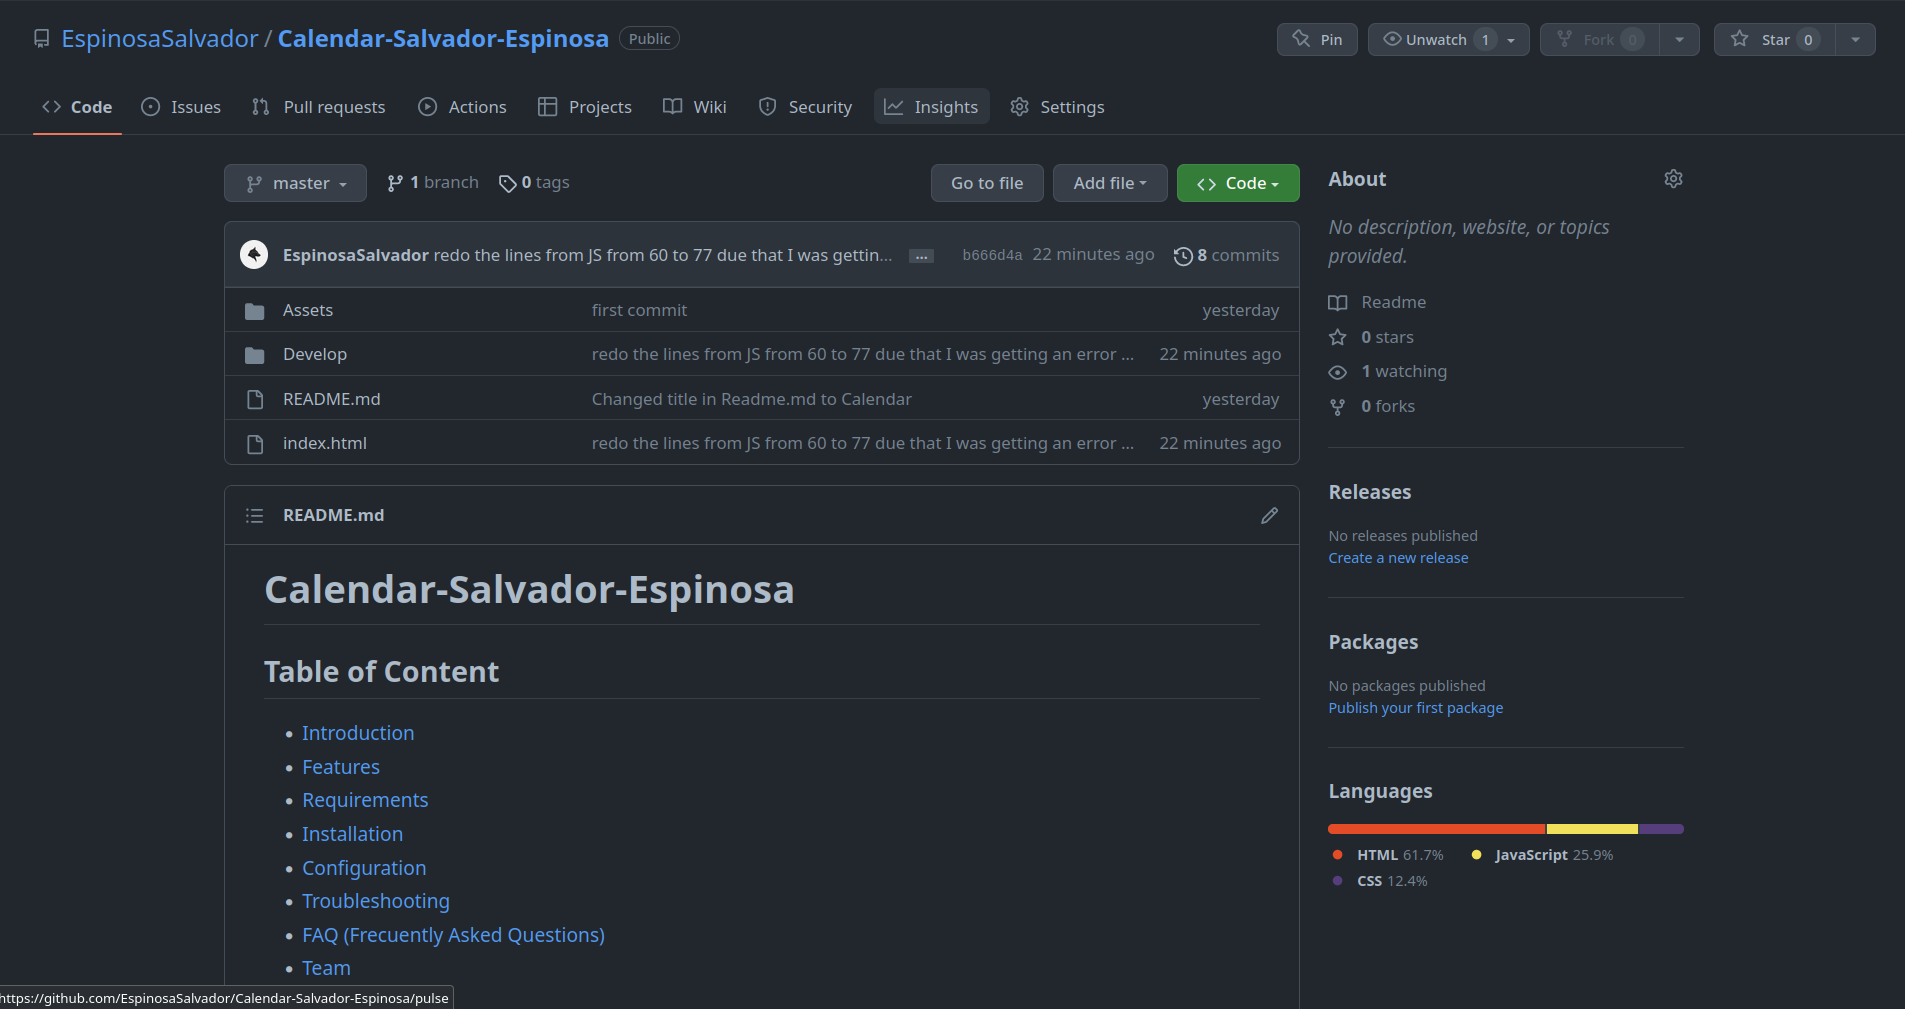 EspinosaSalvador / Calendar-Salvador-Espinosa Public
Pin
Unwatch 1
Fork 0
Star 0
Code Issues Pull requests Actions Projects Wiki Security Insights Settings
master 1 branch 0 tags
Go to file Add file Code
EspinosaSalvador redo the lines from JS from 60 to 77 due that I was gettin... ... b666d4a 22 minutes ago 8 commits
Assets first commit yesterday
Develop redo the lines from JS from 60 to 77 due that I was getting an error ... 22 minutes ago
README.md Changed title in Readme.md to Calendar yesterday
index.html redo the lines from JS from 60 to 77 due that I was getting an error ... 22 minutes ago
README.md
Calendar-Salvador-Espinosa
Table of Content
Introduction
Features
Requirements
Installation
Configuration
Troubleshooting
FAQ (Frecuently Asked Questions)
Team
About
No description, website, or topics
provided.
Readme
0 stars
1 watching
0 forks
Releases
No releases published
Create a new release
Packages
No packages published
Publish your first package
Languages
HTML 61.7% JavaScript 25.9%
CSS 12.4%
https://github.com/EspinosaSalvador/Calendar-Salvador-Espinosa/pulse